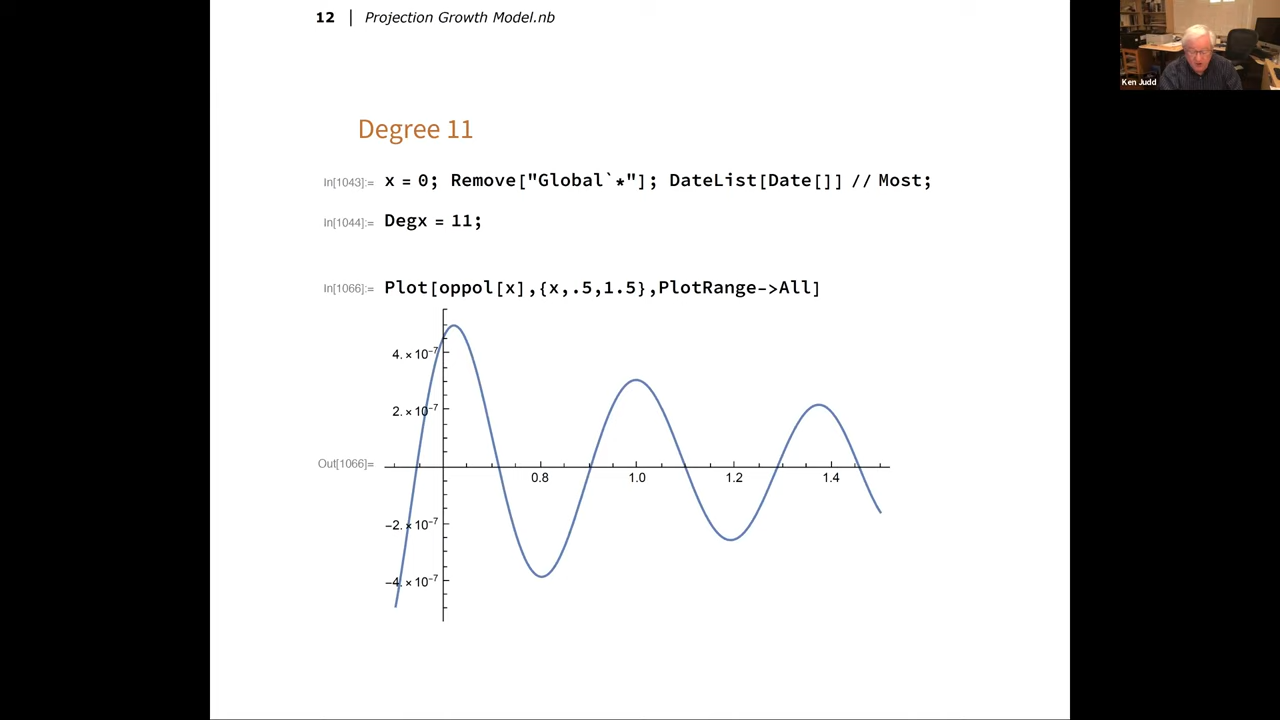 12 | Projection Growth Model.nb
Ken Judd
Degree 11
In[1043]:= x = 0; Remove["Global`*"]; DateList[Date[]] // Most;
In[1044]:= Degx = 11;
In[1066]:= Plot[oppol[x],{x,.5,1.5},PlotRange->All]
4.×10⁻⁷
2.×10⁻⁷
Out[1066]=
0.8 1.0 1.2 1.4
−2.×10⁻⁷
−4.×10⁻⁷